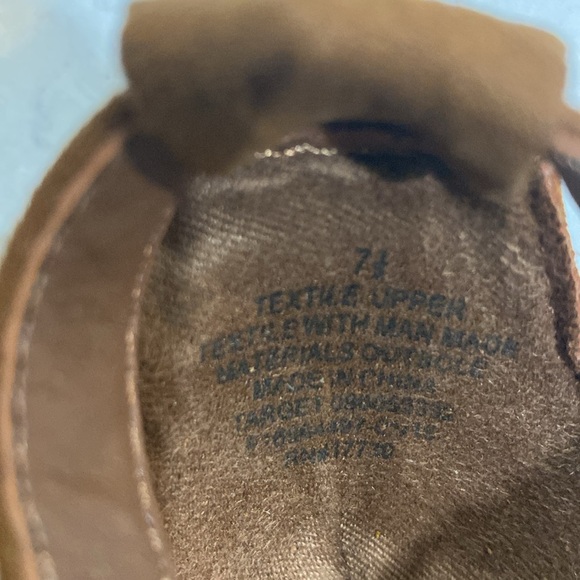 7½
TEXTILE UPPER
TEXTILE WITH MAN MADE
MATERIALS OUTSOLE
MADE IN CHINA
TARGET